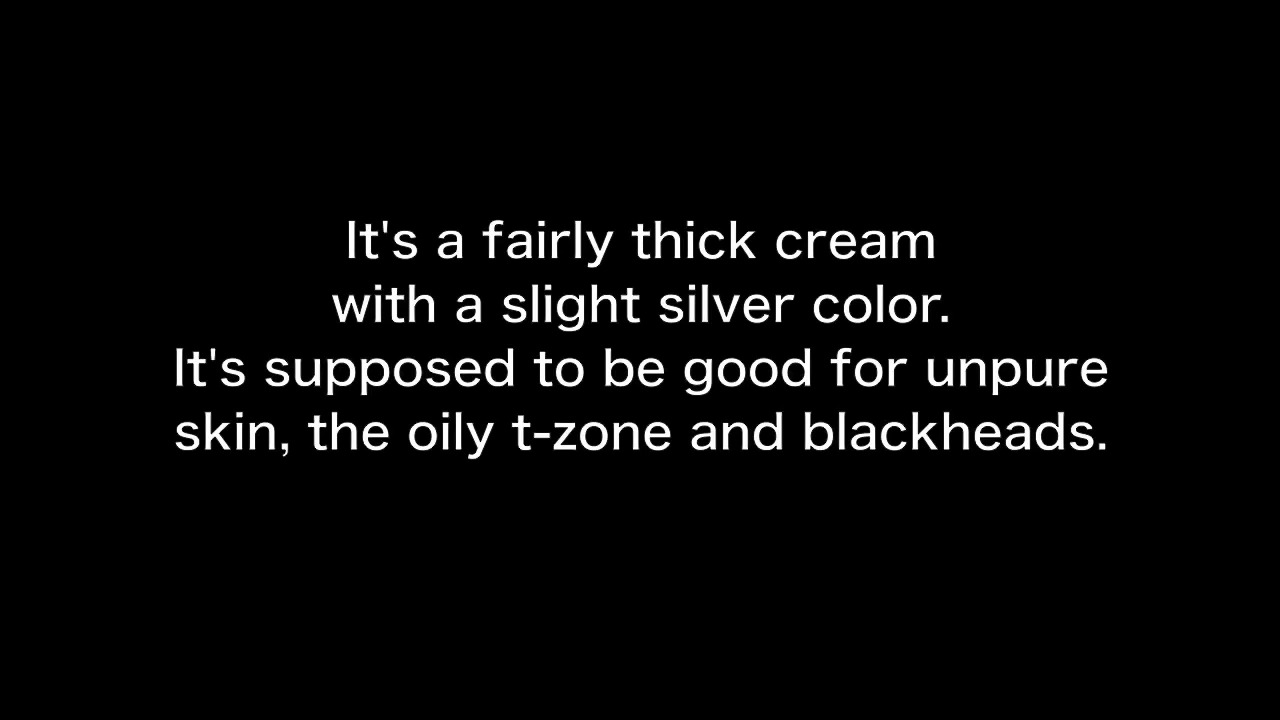 It's a fairly thick cream
with a slight silver color.
It's supposed to be good for unpure
skin, the oily t-zone and blackheads.